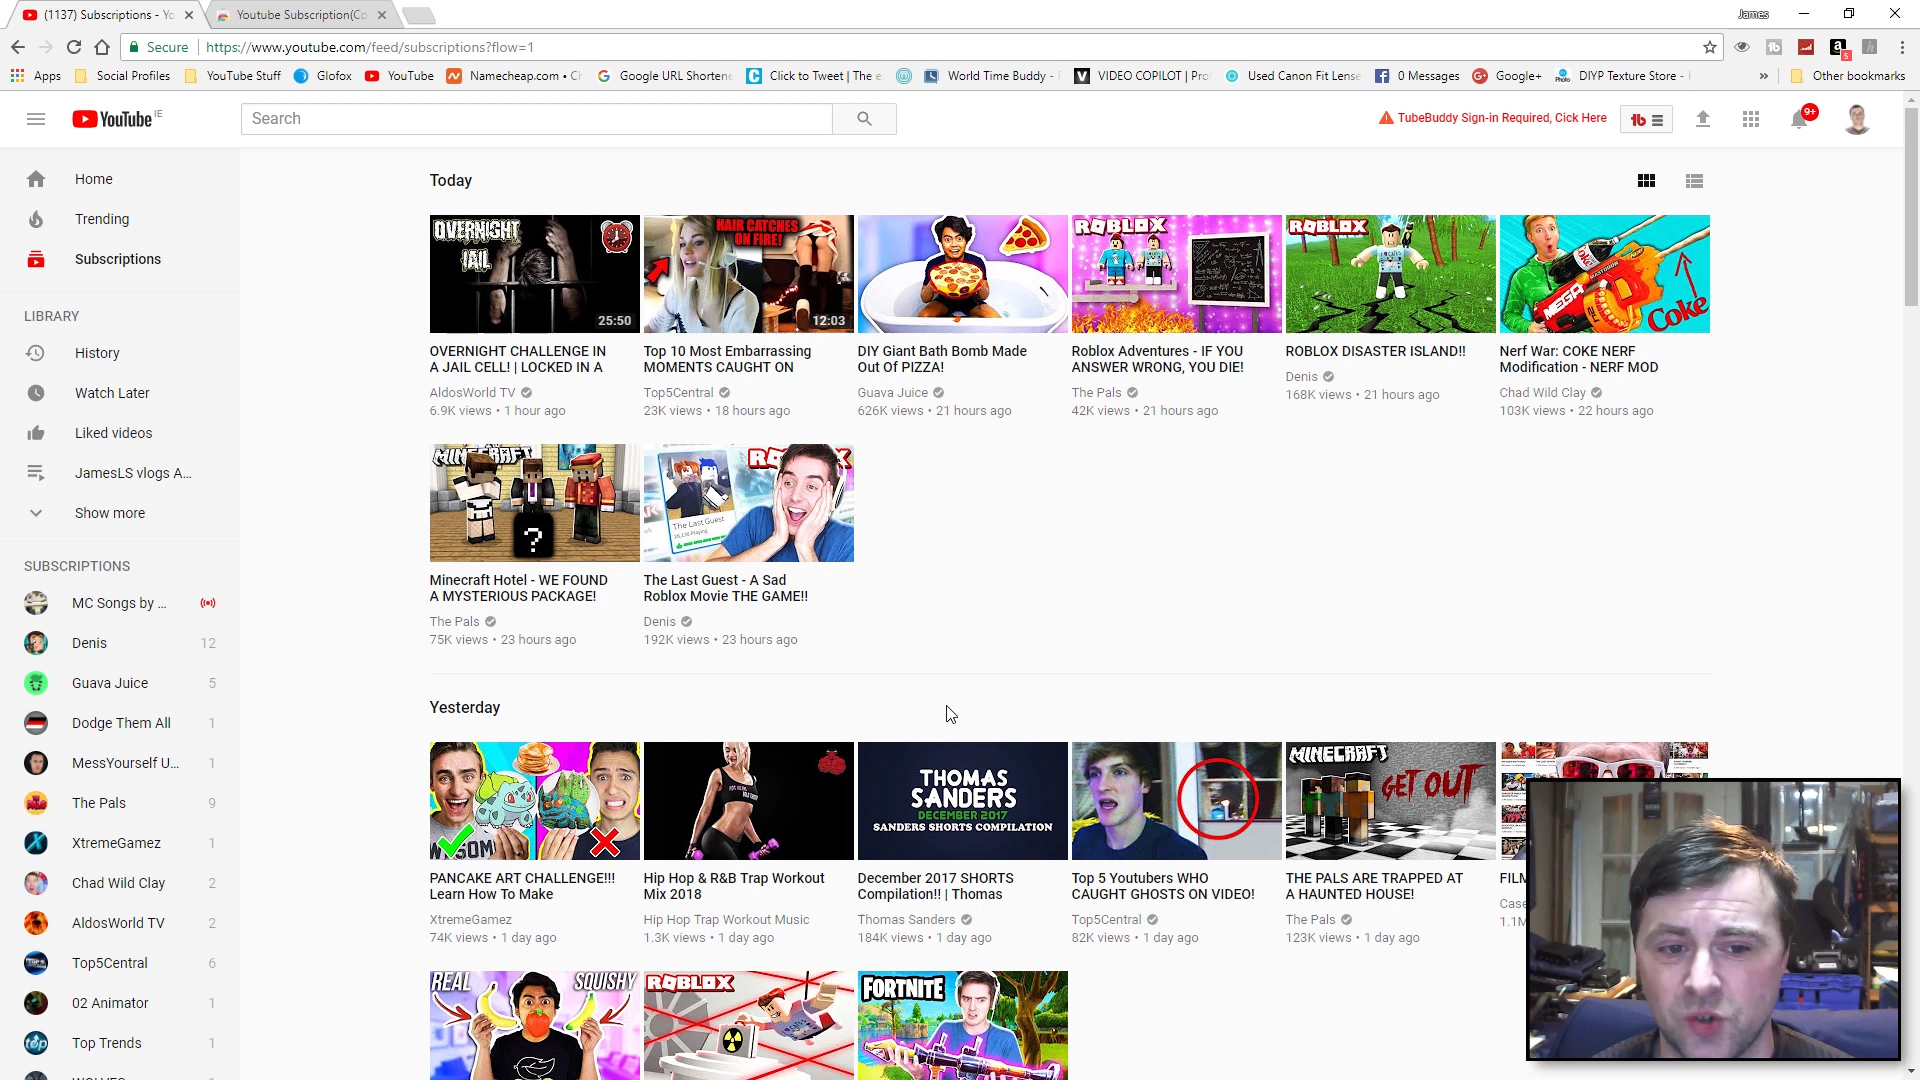 (1137) Subscriptions - Yo
Youtube Subscription(Co
James
Secure
https://www.youtube.com/feed/subscriptions?flow=1
Apps
Social Profiles
YouTube Stuff
Glofox
YouTube
Namecheap.com • Ch
Google URL Shortene
Click to Tweet | The e
World Time Buddy -
VIDEO COPILOT | Pro
Used Canon Fit Lense
0 Messages
Google+
DIYP Texture Store -
»
Other bookmarks
YouTube IE
Search
TubeBuddy Sign-in Required, Cick Here
9+
Home
Trending
Subscriptions
LIBRARY
History
Watch Later
Liked videos
JamesLS vlogs A...
Show more
SUBSCRIPTIONS
MC Songs by ...
Denis 12
Guava Juice 5
Dodge Them All 1
MessYourself U... 1
The Pals 9
XtremeGamez 1
Chad Wild Clay 2
AldosWorld TV 2
Top5Central 6
02 Animator 1
Top Trends 1
Today
OVERNIGHT
JAIL
25:50
OVERNIGHT CHALLENGE IN
A JAIL CELL! | LOCKED IN A
AldosWorld TV
6.9K views • 1 hour ago
HAIR CATCHES
ON FIRE!
12:03
Top 10 Most Embarrassing
MOMENTS CAUGHT ON
Top5Central
23K views • 18 hours ago
DIY Giant Bath Bomb Made
Out Of PIZZA!
Guava Juice
626K views • 21 hours ago
ROBLOX
Roblox Adventures - IF YOU
ANSWER WRONG, YOU DIE!
The Pals
42K views • 21 hours ago
ROBLOX
ROBLOX DISASTER ISLAND!!
Denis
168K views • 21 hours ago
MEGA
Coke
Nerf War: COKE NERF
Modification - NERF MOD
Chad Wild Clay
103K views • 22 hours ago
MINECRAFT
?
Minecraft Hotel - WE FOUND
A MYSTERIOUS PACKAGE!
The Pals
75K views • 23 hours ago
The Last Guest
The Last Guest - A Sad
Roblox Movie THE GAME!!
Denis
192K views • 23 hours ago
Yesterday
PANCAKE ART CHALLENGE!!!
Learn How To Make
XtremeGamez
74K views • 1 day ago
Hip Hop & R&B Trap Workout
Mix 2018
Hip Hop Trap Workout Music
1.3K views • 1 day ago
THOMAS
SANDERS
DECEMBER 2017
SANDERS SHORTS COMPILATION
December 2017 SHORTS
Compilation!! | Thomas
Thomas Sanders
184K views • 1 day ago
Top 5 Youtubers WHO
CAUGHT GHOSTS ON VIDEO!
Top5Central
82K views • 1 day ago
MINECRAFT
GET OUT
THE PALS ARE TRAPPED AT
A HAUNTED HOUSE!
The Pals
123K views • 1 day ago
FILM
Case
1.1M
REAL
SQUISHY
ROBLOX
FORTNITE